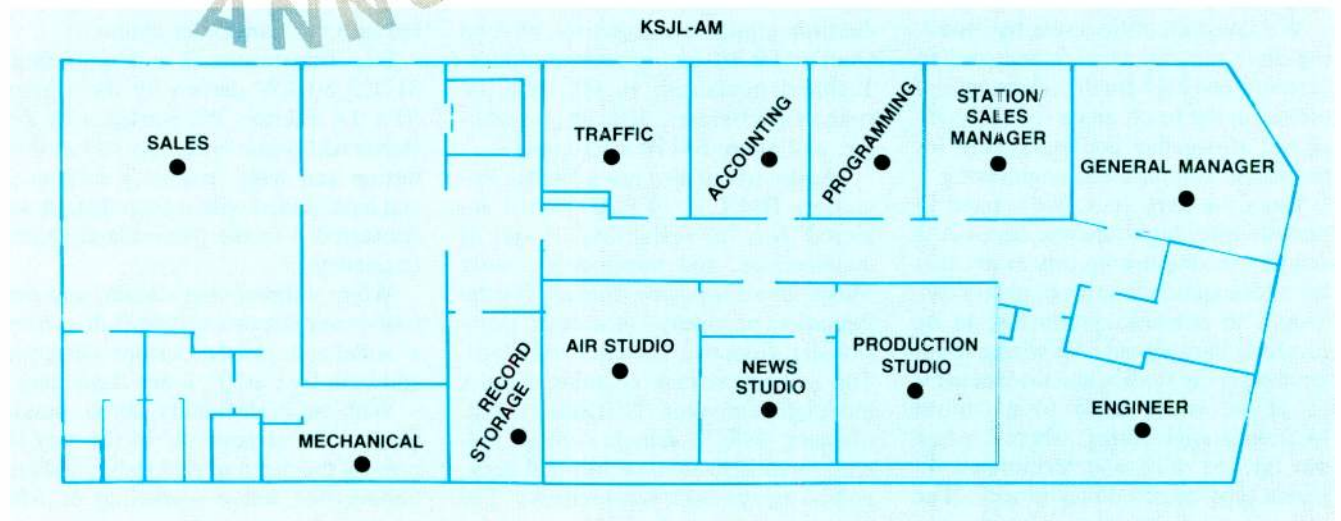 KSJL-AM
SALES
TRAFFIC
ACCOUNTING
PROGRAMMING
STATION/
SALES
MANAGER
GENERAL MANAGER
MECHANICAL
RECORD
STORAGE
AIR STUDIO
NEWS
STUDIO
PRODUCTION
STUDIO
ENGINEER